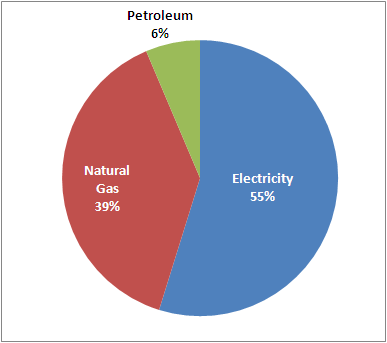 Petroleum
6%
Natural
Gas
39%
Electricity
55%